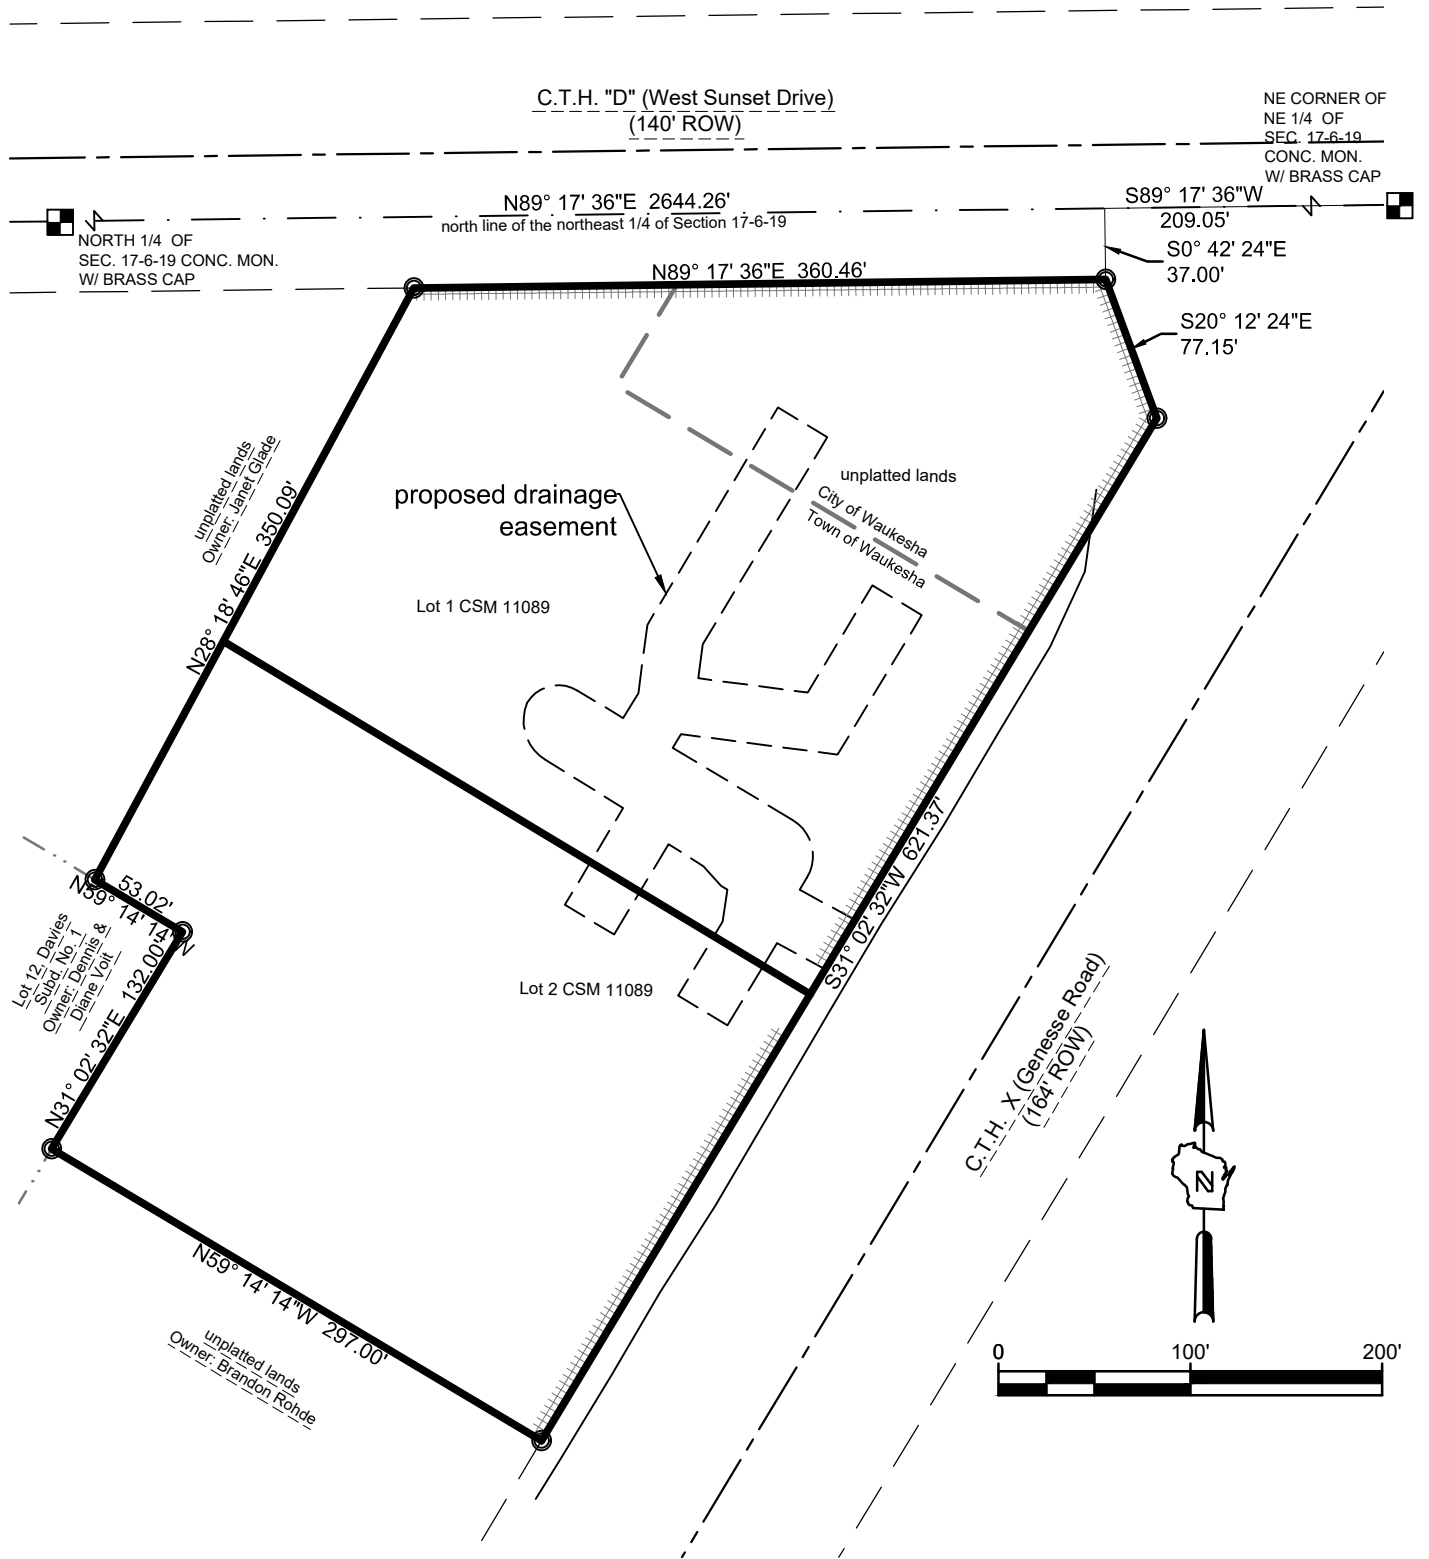 C.T.H. "D" (West Sunset Drive)
(140' ROW)
NE CORNER OF
NE 1/4 OF
SEC. 17-6-19
CONC. MON.
W/ BRASS CAP
N89° 17' 36"E 2644.26'
north line of the northeast 1/4 of Section 17-6-19
S89° 17' 36"W
209.05'
NORTH 1/4 OF
SEC. 17-6-19 CONC. MON.
W/ BRASS CAP
S0° 42' 24"E
37.00'
N89° 17' 36"E 360.46'
S20° 12' 24"E
77.15'
unplatted lands
Owner: Janet Glade
N28° 18' 46"E 350.09'
proposed drainage
easement
unplatted lands
City of Waukesha
Town of Waukesha
Lot 1 CSM 11089
S31° 02' 32"W 621.37'
53.02'
N59° 14' 14"W
Lot 12, Davies
Subd. No. 1
Owner: Dennis &
Diane Voit
N31° 02' 32"E 132.00'
Lot 2 CSM 11089
C.T.H. X (Genesse Road)
(164' ROW)
N59° 14' 14"W 297.00'
unplatted lands
Owner: Brandon Rohde
N
0 100' 200'